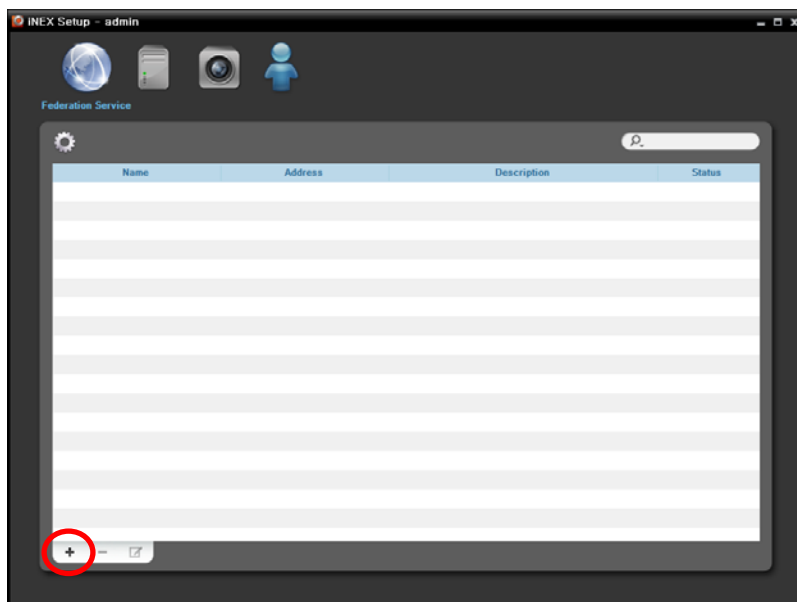 iNEX Setup - admin
Federation Service
Name Address Description Status